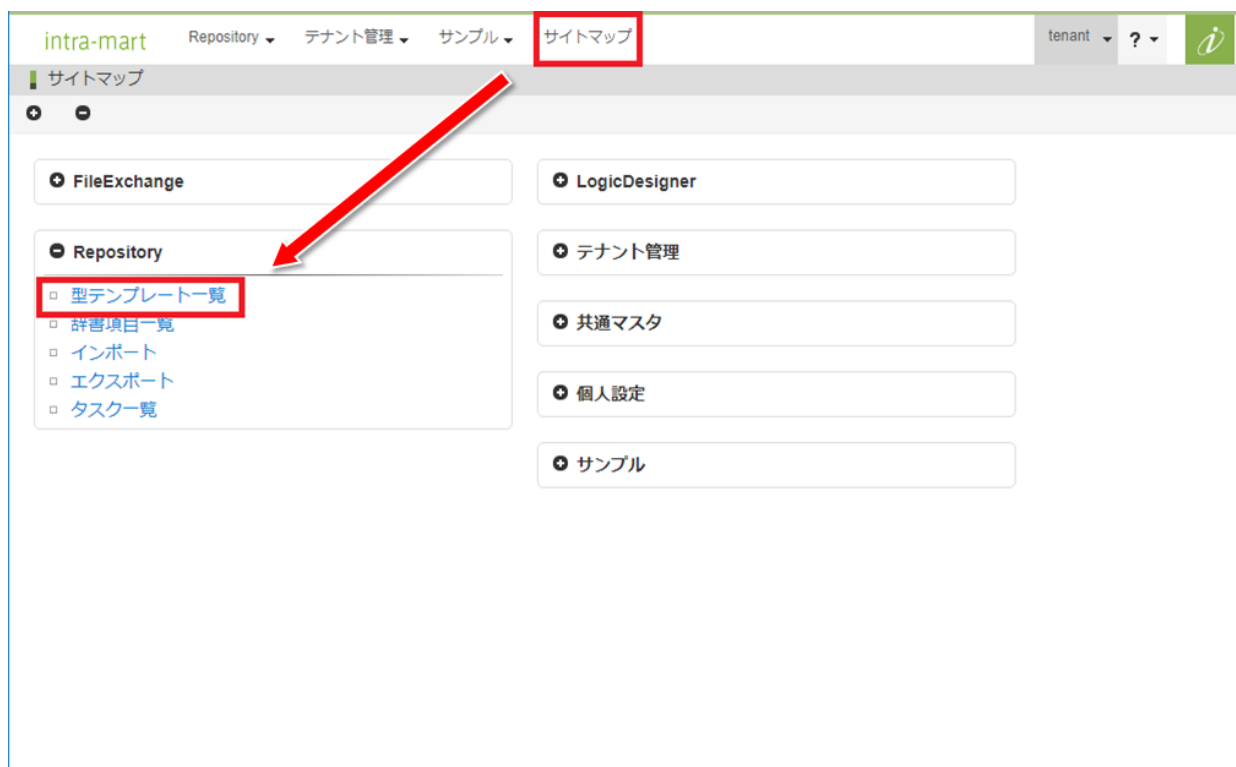 intra-mart Repository テナント管理 サンプル サイトマップ tenant ?
サイトマップ
FileExchange
Repository
型テンプレート一覧
辞書項目一覧
インポート
エクスポート
タスク一覧
LogicDesigner
テナント管理
共通マスタ
個人設定
サンプル